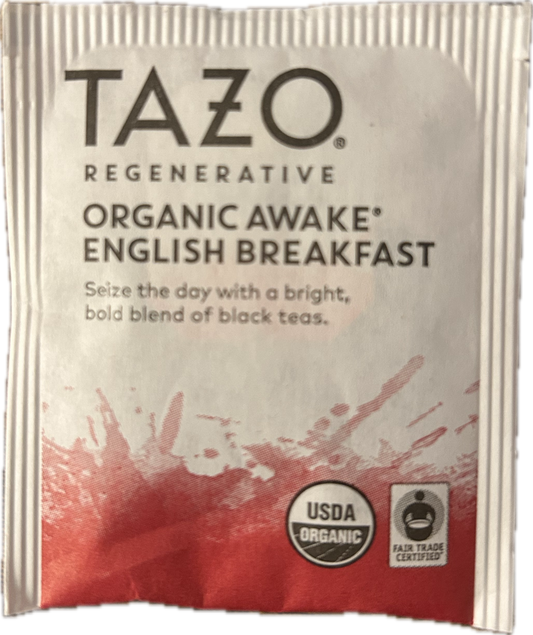 TAZO®
REGENERATIVE
ORGANIC AWAKE®
ENGLISH BREAKFAST
Seize the day with a bright,
bold blend of black teas.
USDA
ORGANIC
FAIR TRADE
CERTIFIED